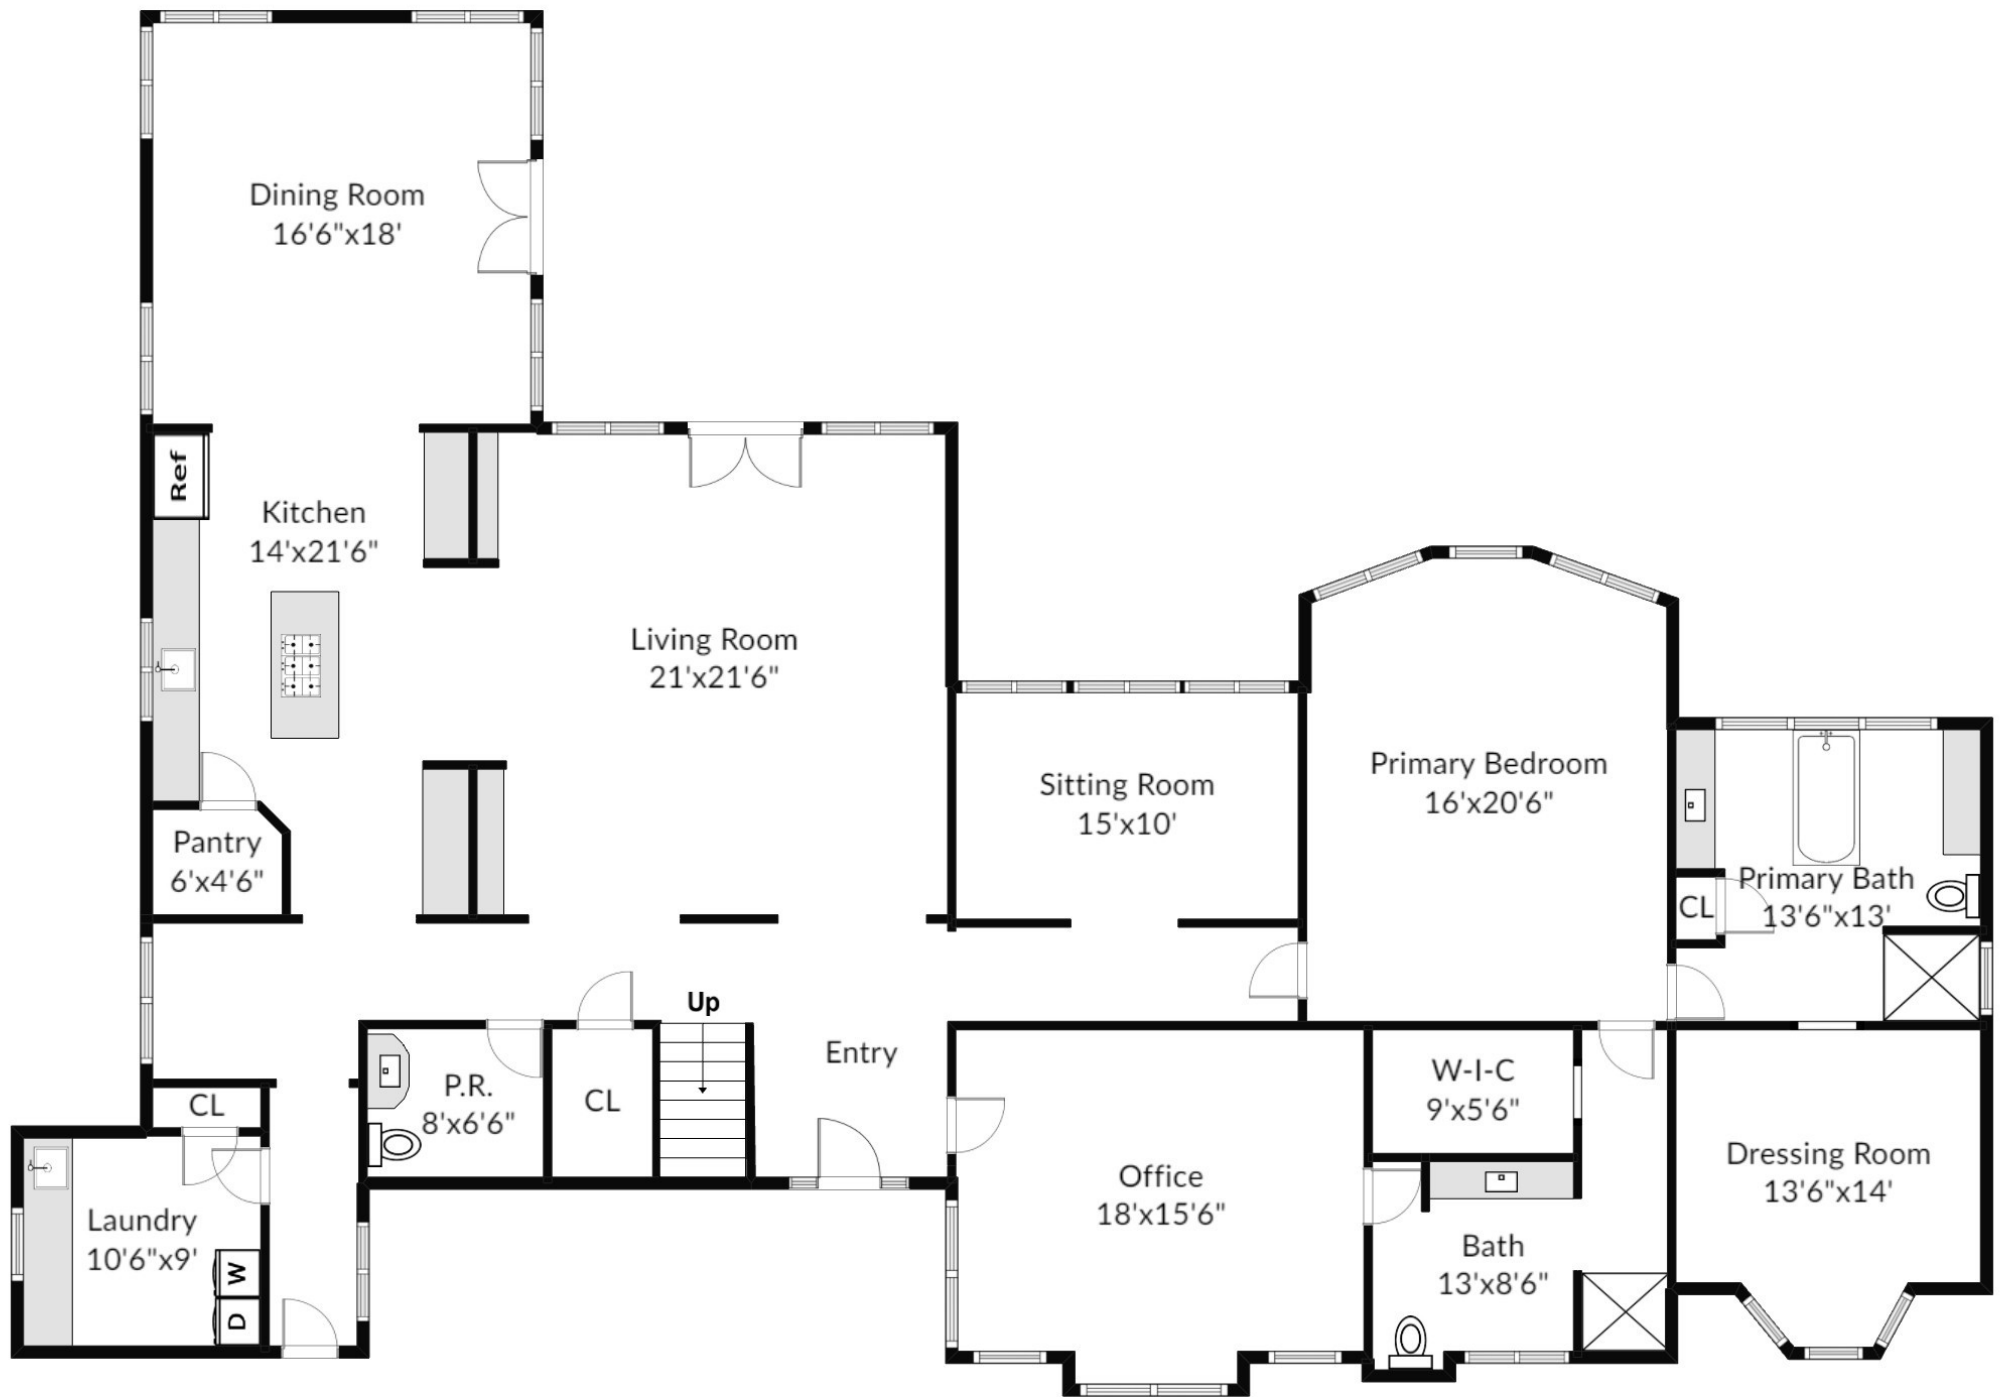 Dining Room
16'6"x18'
Ref
Kitchen
14'x21'6"
Living Room
21'x21'6"
Pantry
6'x4'6"
Sitting Room
15'x10'
Primary Bedroom
16'x20'6"
Primary Bath
13'6"x13'
CL
Up
Entry
P.R.
8'x6'6"
CL
CL
W-I-C
9'x5'6"
Office
18'x15'6"
Dressing Room
13'6"x14'
Laundry
10'6"x9'
W
D
Bath
13'x8'6"